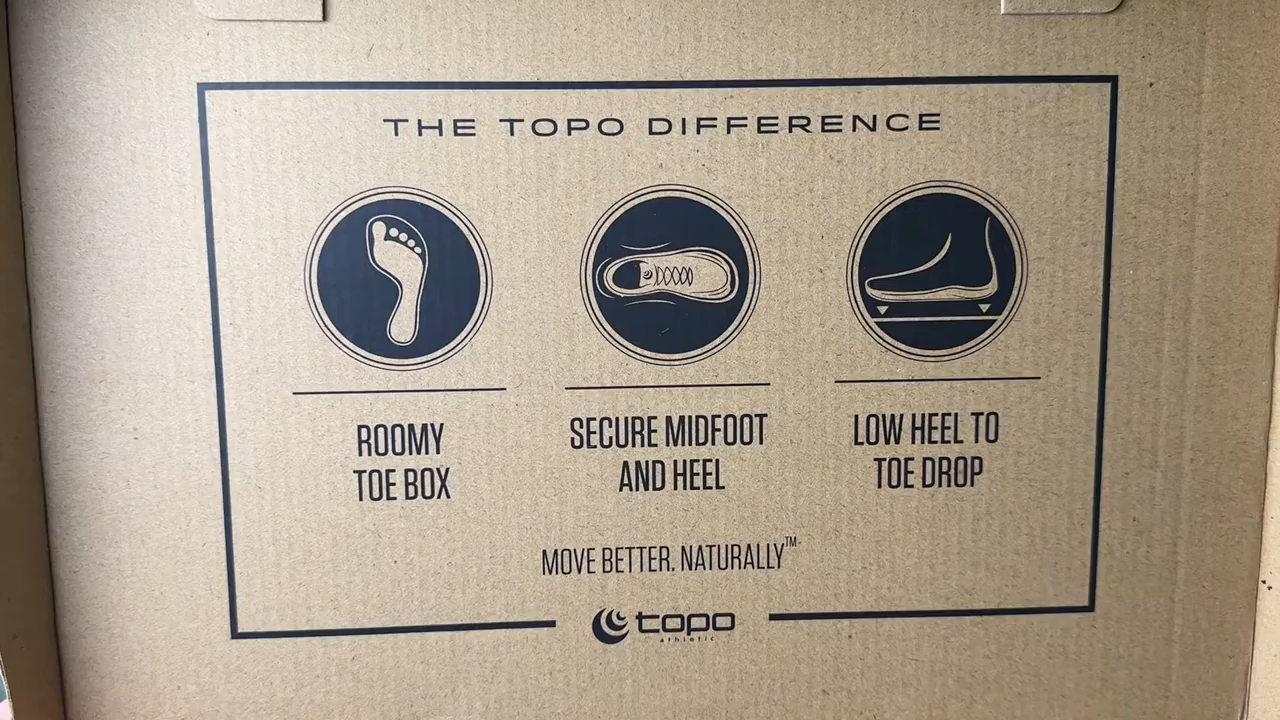 THE TOPO DIFFERENCE
ROOMY
TOE BOX
SECURE MIDFOOT
AND HEEL
LOW HEEL TO
TOE DROP
MOVE BETTER. NATURALLY™
topo
athletic